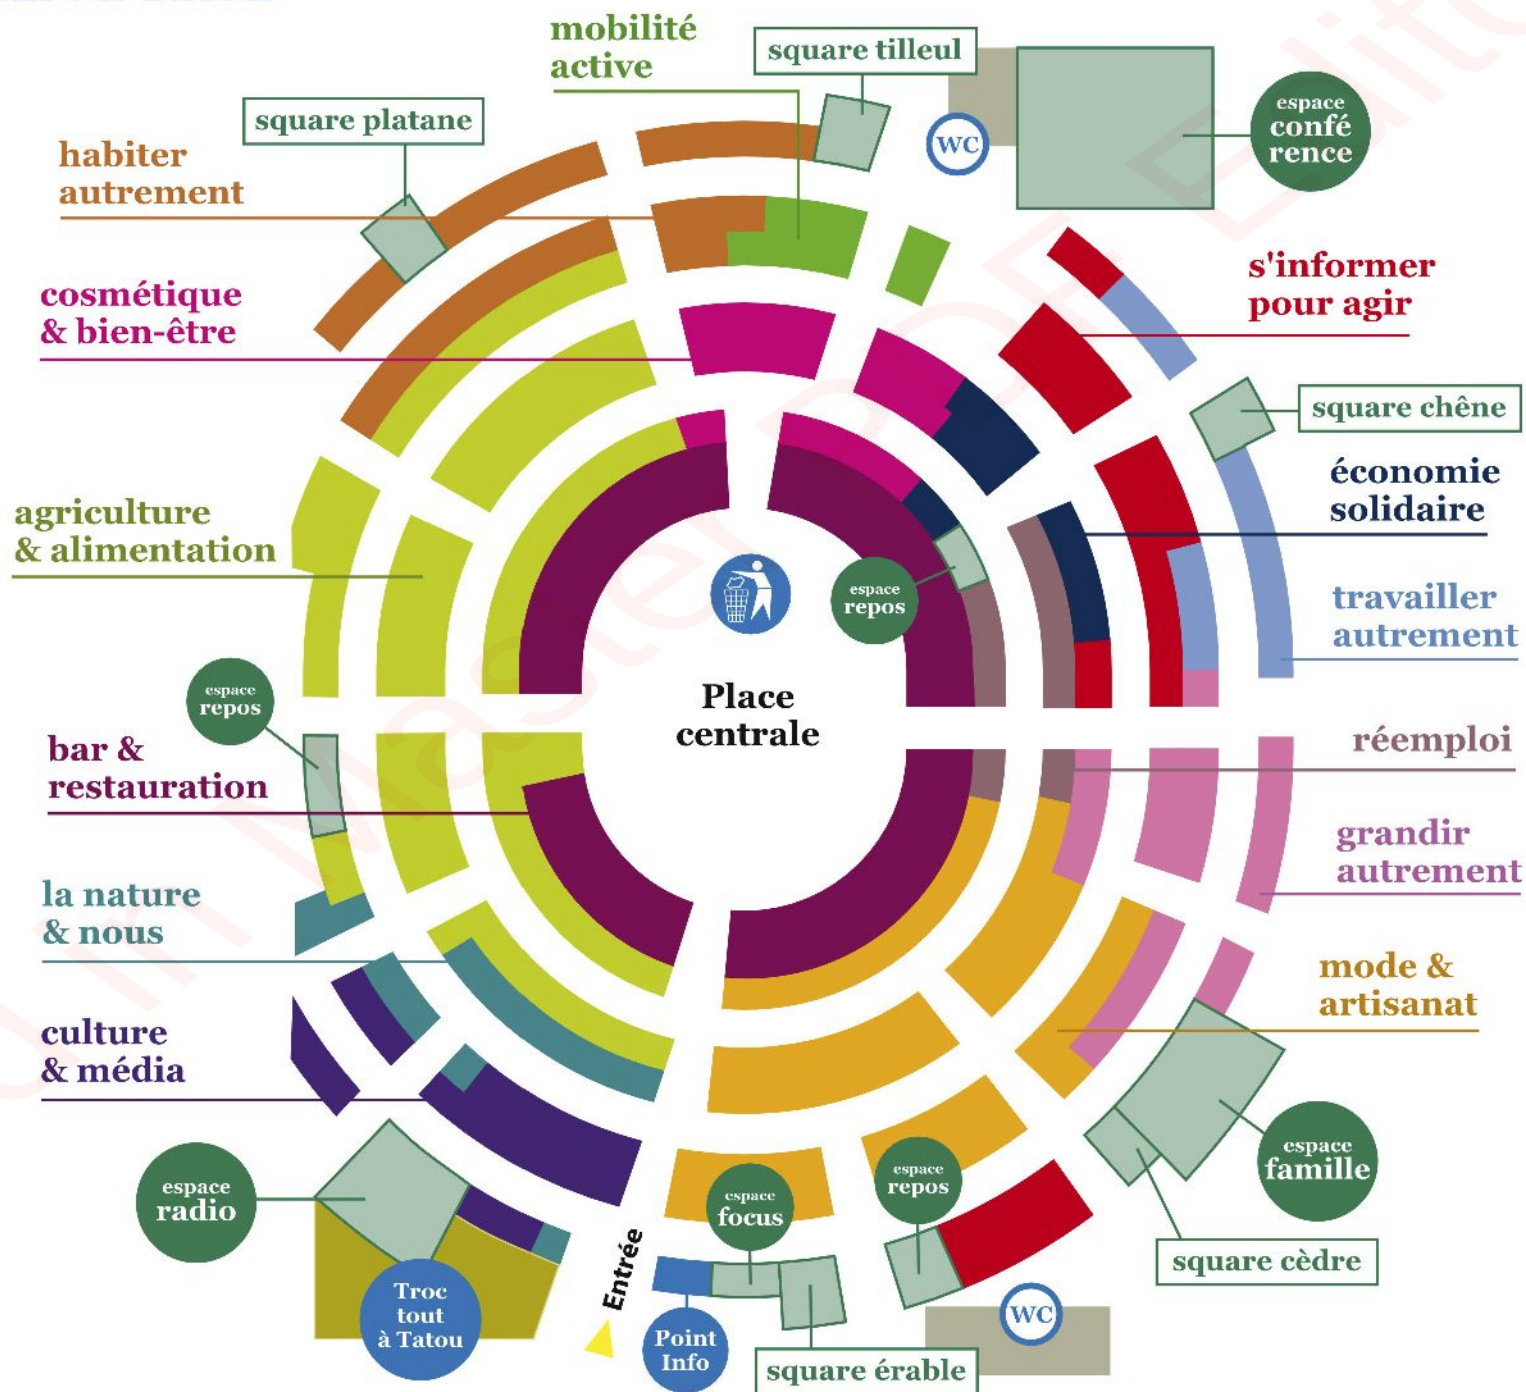 mobilité
active
square tilleul
WC
espace
confé
rence
square platane
habiter
autrement
s'informer
pour agir
cosmétique
& bien-être
square chêne
économie
solidaire
agriculture
& alimentation
espace
repos
travailler
autrement
Place
centrale
espace
repos
bar &
restauration
réemploi
grandir
autrement
la nature
& nous
mode &
artisanat
culture
& média
espace
radio
espace
famille
espace
repos
espace
focus
square cèdre
Entrée
Troc
tout
à Tatou
Point
Info
WC
square érable